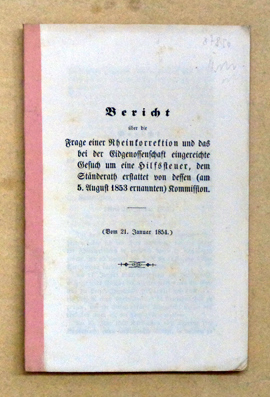 Bericht
über die
Frage einer Rheinkorrektion und das
bei der Eidgenossenschaft eingereichte
Gesuch um eine Hilfssteuer, dem
Ständerath erstattet von dessen (am
5. August 1853 ernannten) Kommission.
(Vom 21. Januar 1854.)